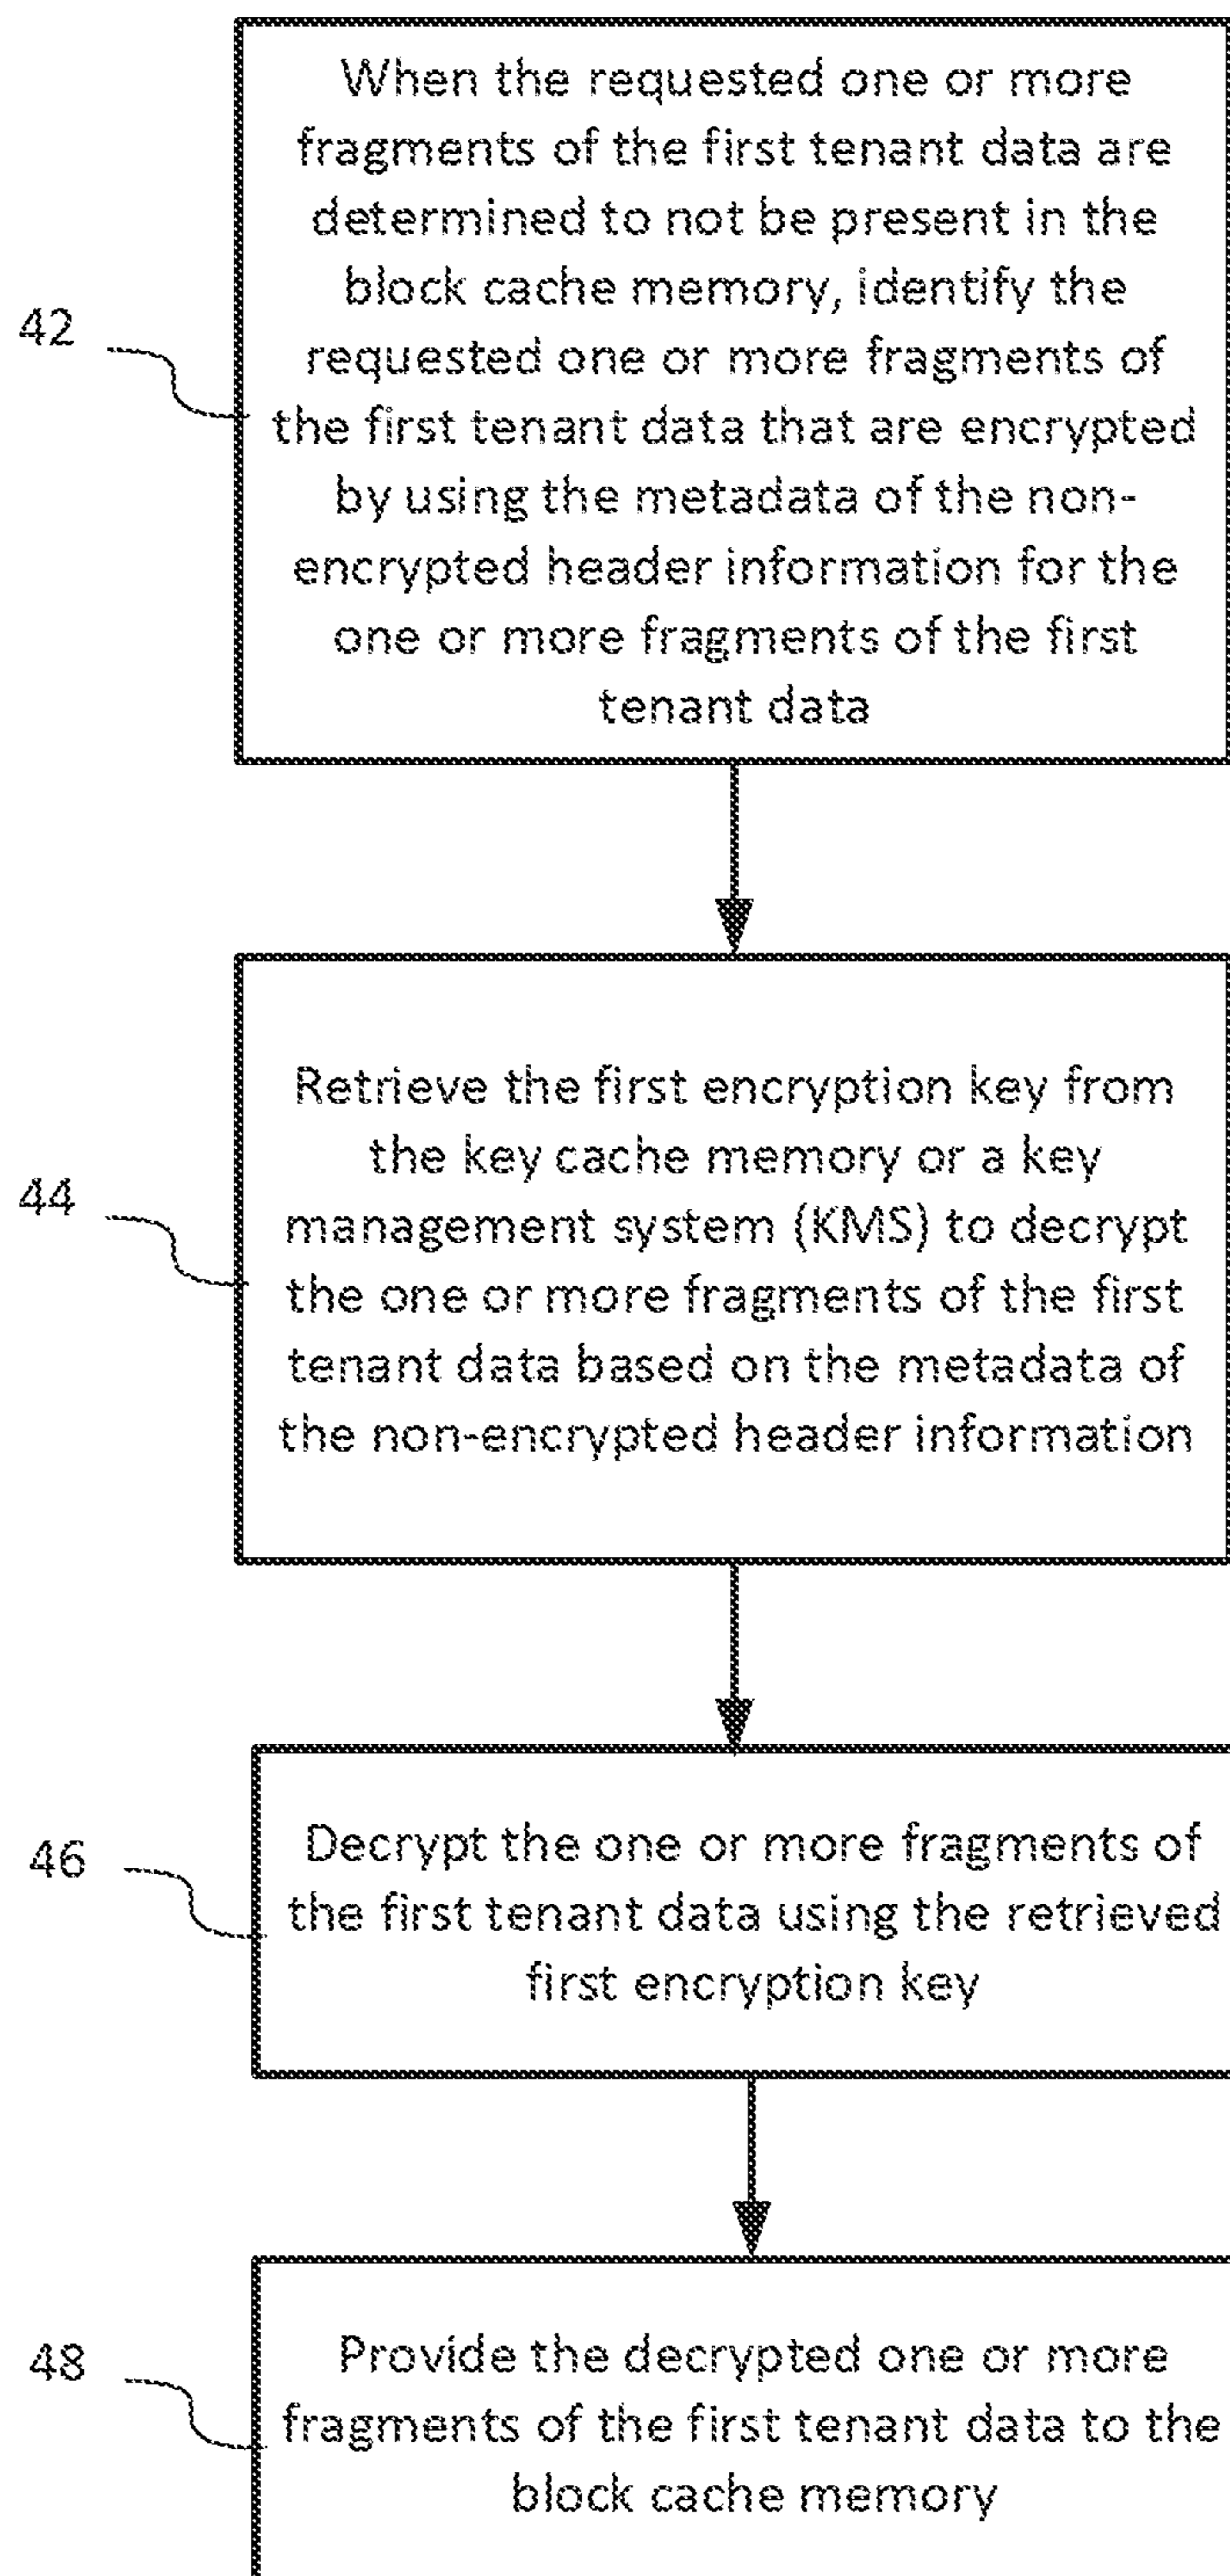 When the requested one or more
fragments of the first tenant data are
determined to not be present in the
block cache memory, identify the
requested one or more fragments of
the first tenant data that are encrypted
by using the metadata of the non-
encrypted header information for the
one or more fragments of the first
tenant data
42
Retrieve the first encryption key from
the key cache memory or a key
management system (KMS) to decrypt
the one or more fragments of the first
tenant data based on the metadata of
the non-encrypted header information
44
Decrypt the one or more fragments of
the first tenant data using the retrieved
first encryption key
46
Provide the decrypted one or more
fragments of the first tenant data to the
block cache memory
48